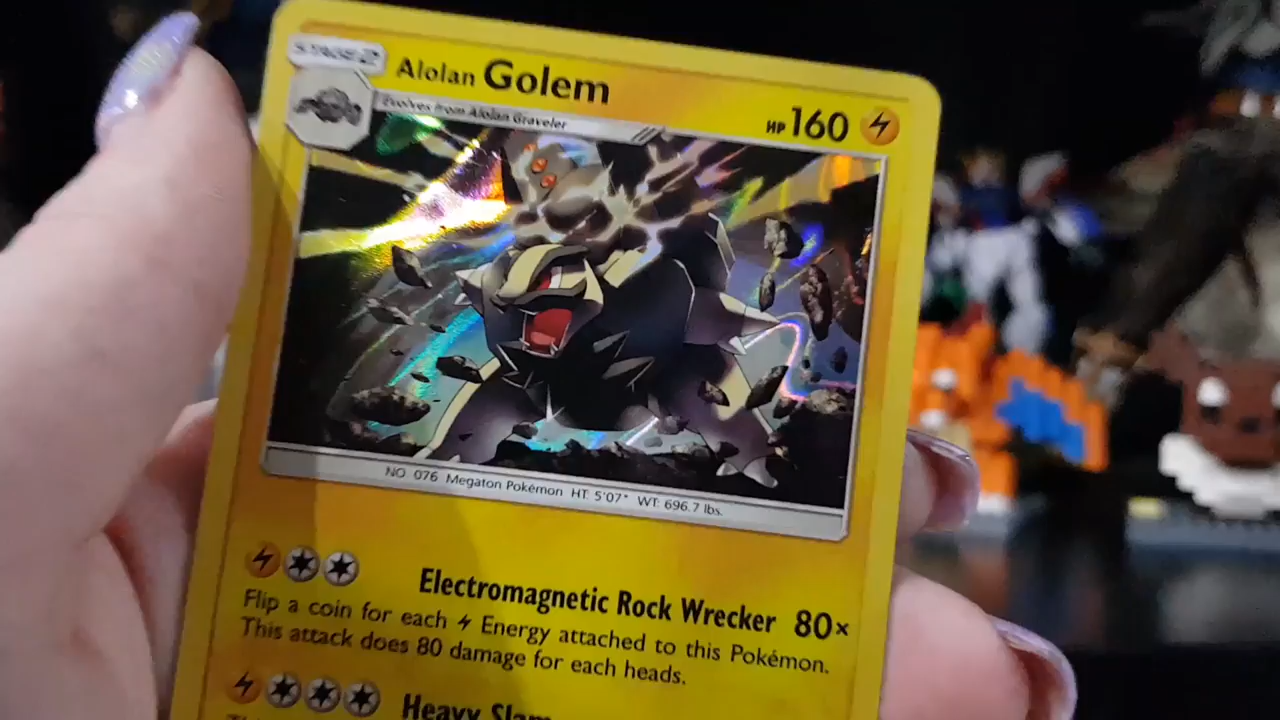 STAGE 2
Alolan Golem
HP 160
Evolves from Alolan Graveler
NO 076 Megaton Pokémon HT: 5'07" WT: 696.7 lbs.
Electromagnetic Rock Wrecker 80×
Flip a coin for each Energy attached to this Pokémon.
This attack does 80 damage for each heads.
Heavy Slam